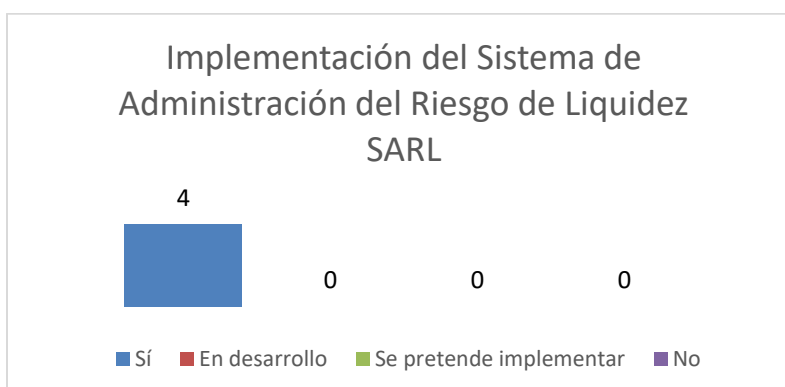 Implementación del Sistema de
Administración del Riesgo de Liquidez
SARL
4
0 0 0
Sí En desarrollo Se pretende implementar No